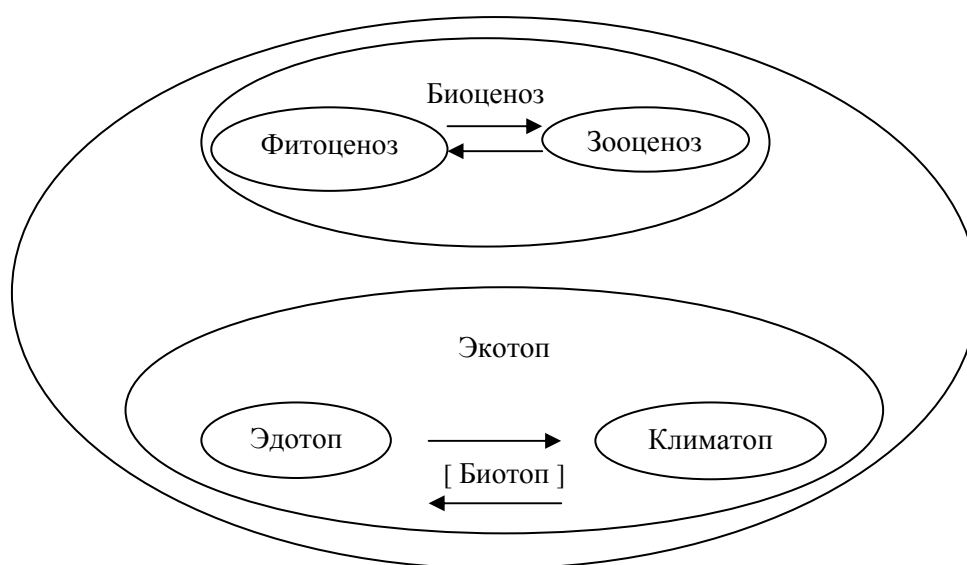 Биоценоз
Фитоценоз
Зооценоз
Экотоп
Эдотоп
Климатоп
[ Биотоп ]